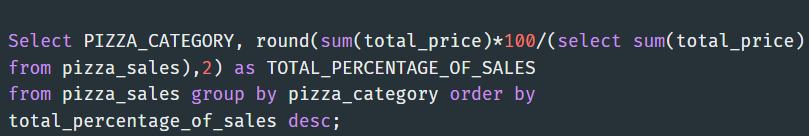 Select PIZZA_CATEGORY, round(sum(total_price)*100/(select sum(total_price)
from pizza_sales),2) as TOTAL_PERCENTAGE_OF_SALES
from pizza_sales group by pizza_category order by
total_percentage_of_sales desc;